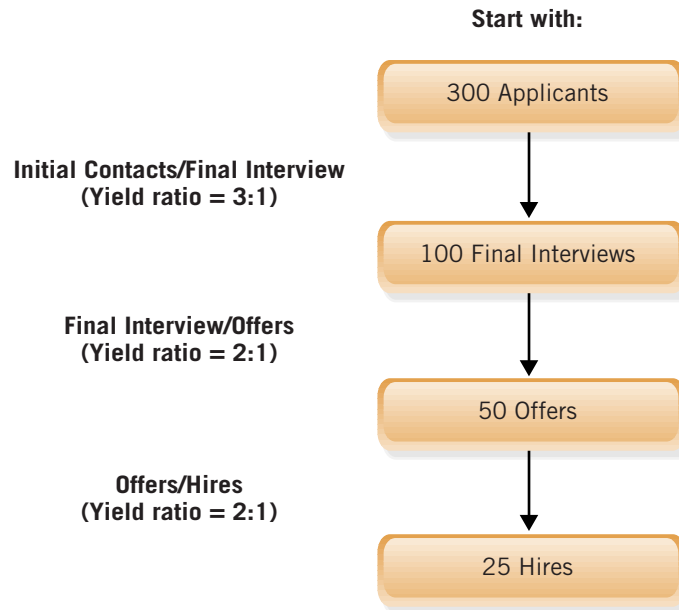 Start with:
300 Applicants
Initial Contacts/Final Interview
(Yield ratio = 3:1)
100 Final Interviews
Final Interview/Offers
(Yield ratio = 2:1)
50 Offers
Offers/Hires
(Yield ratio = 2:1)
25 Hires